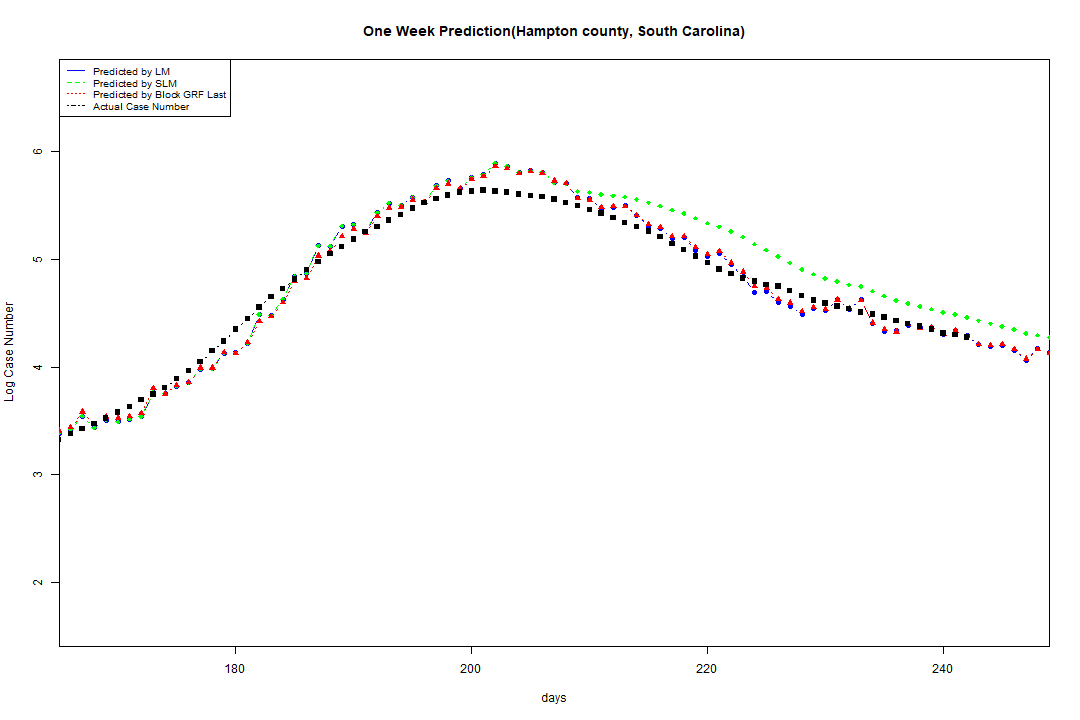 One Week Prediction(Hampton county, South Carolina)
Predicted by LM
Predicted by SLM
Predicted by Block GRF Last
Actual Case Number
Log Case Number
6
5
4
3
2
180 200 220 240
days